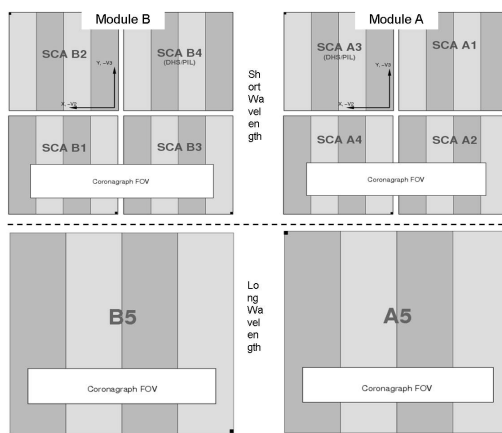 Module B
Module A
SCA B2
SCA B4
(DHS/PIL)
Y, -V3
X, -V2
SCA A3
(DHS/PIL)
SCA A1
Y, -V3
X, -V2
Sh
ort
Wa
vel
en
gth
SCA B1
SCA B3
SCA A4
SCA A2
Coronagraph FOV
Coronagraph FOV
Lo
ng
Wa
vel
en
gth
B5
A5
Coronagraph FOV
Coronagraph FOV